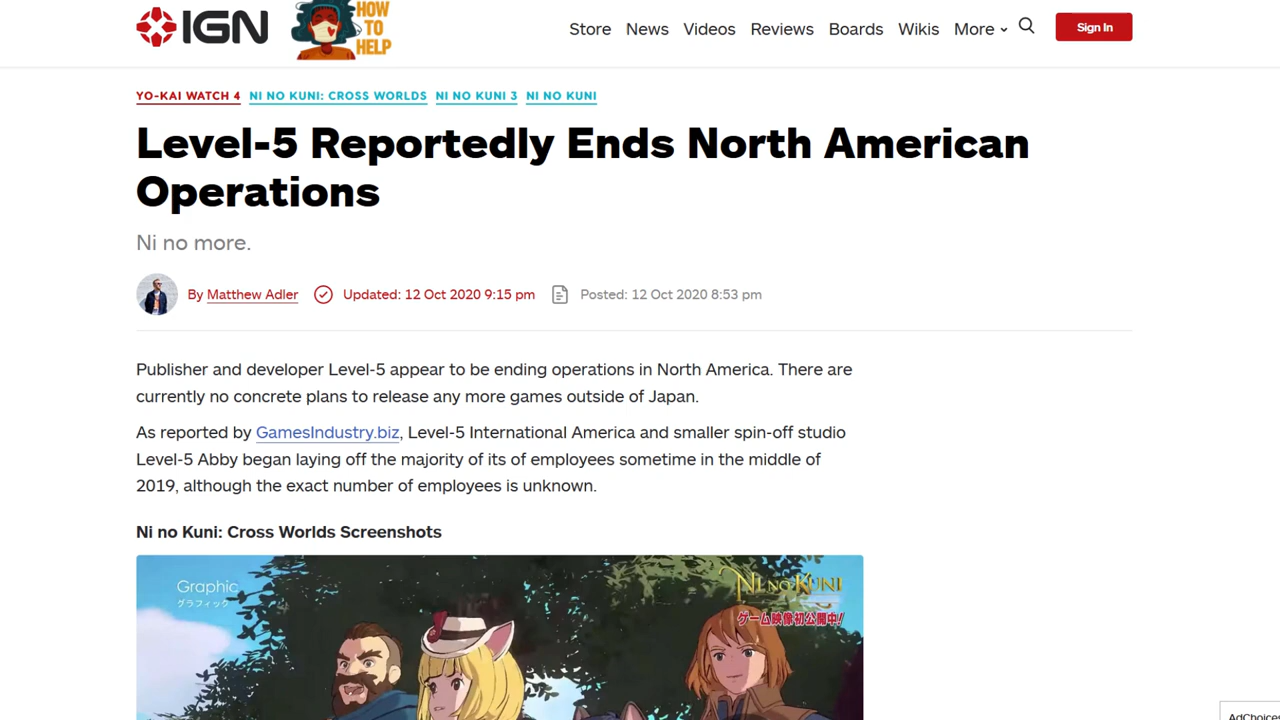 IGN
HOW
TO
HELP
Store News Videos Reviews Boards Wikis More
Sign In
YO-KAI WATCH 4 NI NO KUNI: CROSS WORLDS NI NO KUNI 3 NI NO KUNI
Level-5 Reportedly Ends North American
Operations
Ni no more.
By Matthew Adler Updated: 12 Oct 2020 9:15 pm Posted: 12 Oct 2020 8:53 pm
Publisher and developer Level-5 appear to be ending operations in North America. There are
currently no concrete plans to release any more games outside of Japan.
As reported by GamesIndustry.biz, Level-5 International America and smaller spin-off studio
Level-5 Abby began laying off the majority of its of employees sometime in the middle of
2019, although the exact number of employees is unknown.
Ni no Kuni: Cross Worlds Screenshots
Graphic
グラフィック
NI NO KUNI
ゲーム映像初公開中!
AdChoices